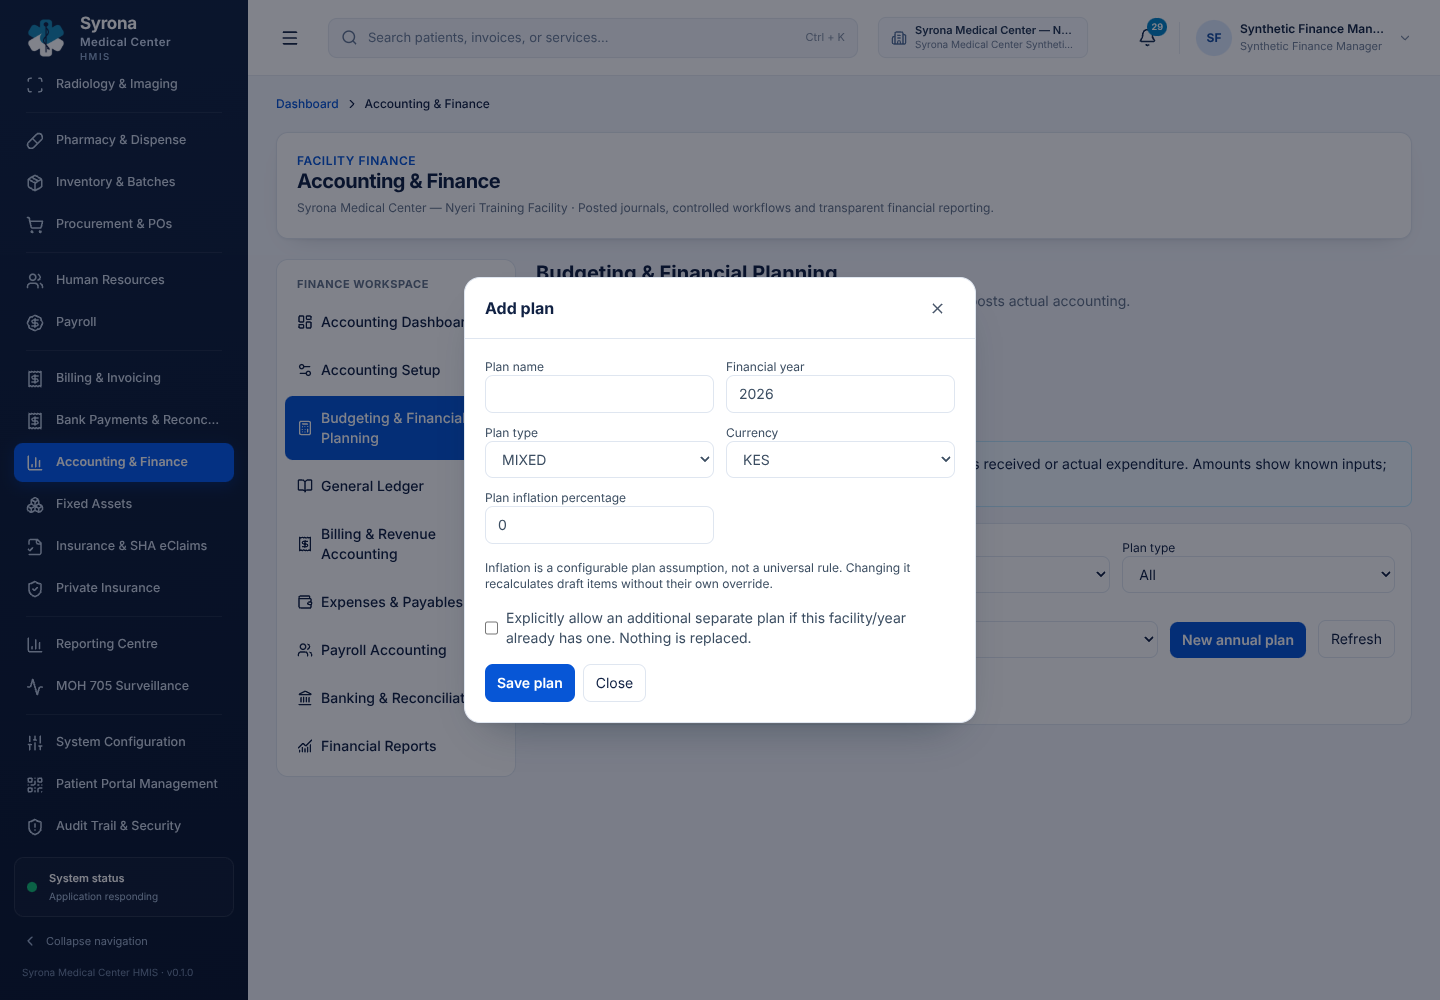 Syrona
Medical Center
HMIS
Radiology & Imaging
Pharmacy & Dispense
Inventory & Batches
Procurement & POs
Human Resources
Payroll
Billing & Invoicing
Bank Payments & Reconc...
Accounting & Finance
Fixed Assets
Insurance & SHA eClaims
Private Insurance
Reporting Centre
MOH 705 Surveillance
System Configuration
Patient Portal Management
Audit Trail & Security
System status
Application responding
Collapse navigation
Syrona Medical Center HMIS · v0.1.0
Search patients, invoices, or services...
Ctrl + K
Syrona Medical Center — N...
Syrona Medical Center Syntheti...
29
SF
Synthetic Finance Man...
Synthetic Finance Manager
Dashboard
Accounting & Finance
FACILITY FINANCE
Accounting & Finance
Syrona Medical Center — Nyeri Training Facility · Posted journals, controlled workflows and transparent financial reporting.
FINANCE WORKSPACE
Accounting Dashboar
Accounting Setup
Budgeting & Financial
Planning
General Ledger
Billing & Revenue
Accounting
Expenses & Payables
Payroll Accounting
Banking & Reconciliat
Financial Reports
Budgeting & Financial Planning
osts actual accounting.
s received or actual expenditure. Amounts show known inputs;
Plan type
All
New annual plan
Refresh
Add plan
Plan name
Financial year
2026
Plan type
Currency
MIXED
KES
Plan inflation percentage
0
Inflation is a configurable plan assumption, not a universal rule. Changing it
recalculates draft items without their own override.
Explicitly allow an additional separate plan if this facility/year
already has one. Nothing is replaced.
Save plan
Close